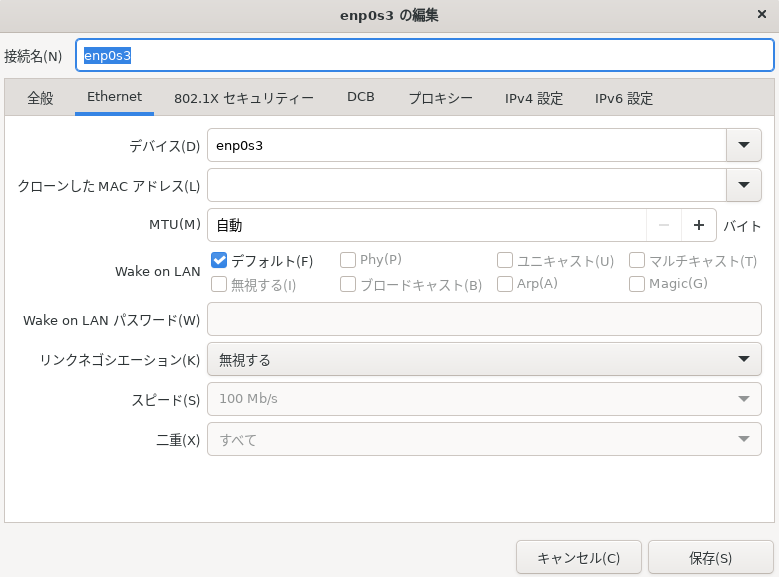 enp0s3 の編集
接続名(N) enp0s3
全般 Ethernet 802.1X セキュリティー DCB プロキシー IPv4 設定 IPv6 設定
デバイス(D) enp0s3
クローンした MAC アドレス(L)
MTU(M) 自動 バイト
Wake on LAN
デフォルト(F) Phy(P) ユニキャスト(U) マルチキャスト(T)
無視する(I) ブロードキャスト(B) Arp(A) Magic(G)
Wake on LAN パスワード(W)
リンクネゴシエーション(K) 無視する
スピード(S) 100 Mb/s
二重(X) すべて
キャンセル(C) 保存(S)